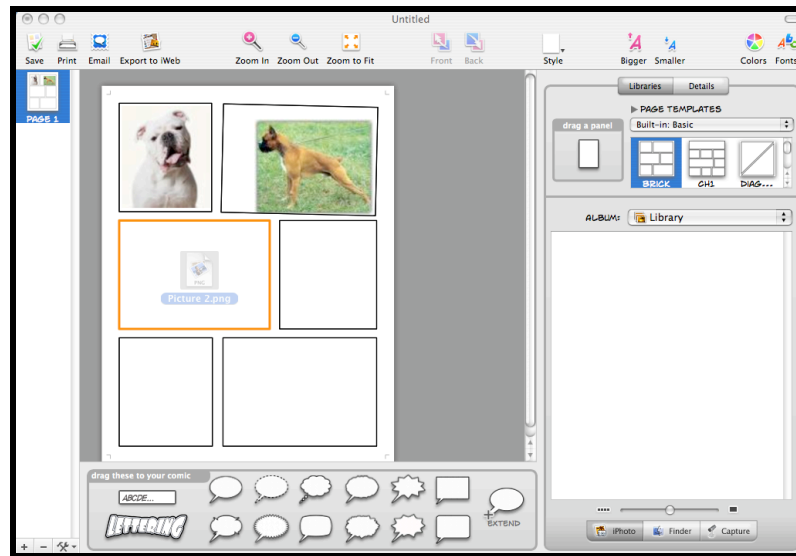 Untitled
Save Print Email Export to iWeb Zoom In Zoom Out Zoom to Fit Front Back Style Bigger Smaller Colors Fonts
PAGE 1
Libraries Details
PAGE TEMPLATES
drag a panel
Built-in: Basic
BRICK CH1 DIAG...
ALBUM: Library
PNG
Picture 2.png
drag these to your comic
ABCDE...
LETTERING
EXTEND
iPhoto Finder Capture